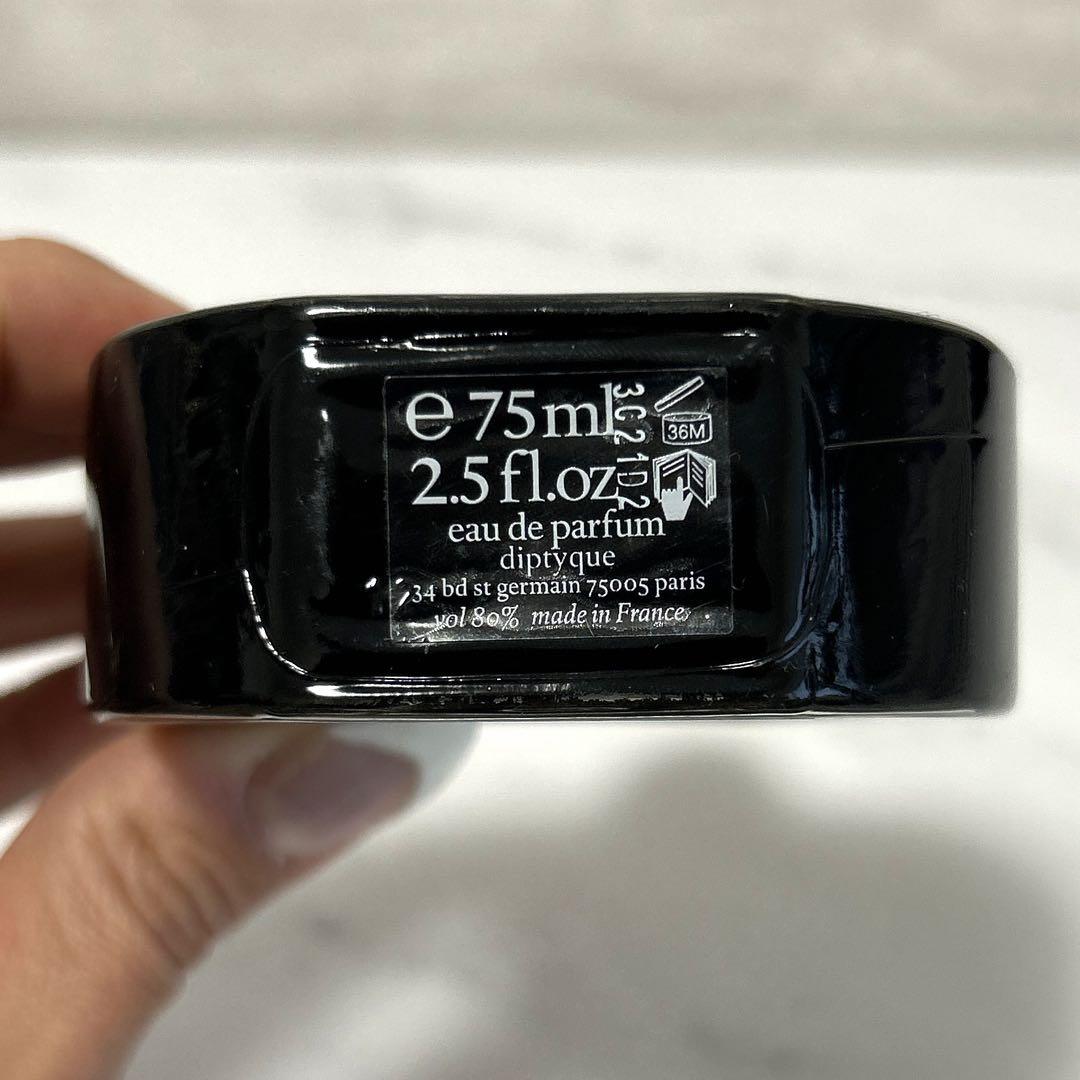 e 75ml
3C2
36M
2.5 fl.oz
1D2
eau de parfum
diptyque
34 bd st germain 75005 paris
vol 80% made in France